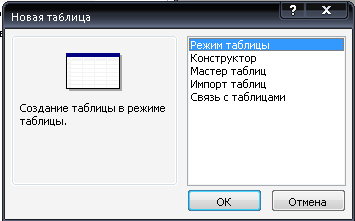 Новая таблица
Создание таблицы в режиме
таблицы.
Режим таблицы
Конструктор
Мастер таблиц
Импорт таблиц
Связь с таблицами
OK
Отмена